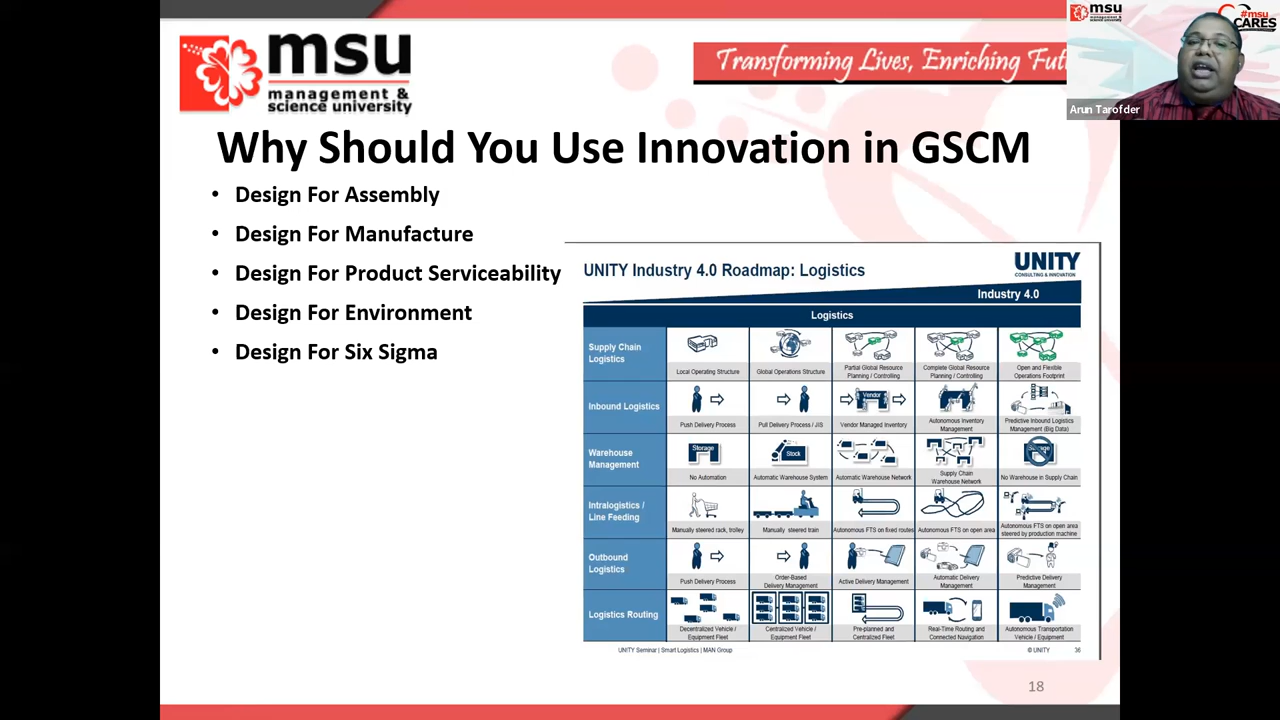 msu
management &
science university
Transforming Lives, Enriching Fut
msu
management &
science university
#msu
CARES
Arun Tarofder
Why Should You Use Innovation in GSCM
• Design For Assembly
• Design For Manufacture
• Design For Product Serviceability
• Design For Environment
• Design For Six Sigma
UNITY Industry 4.0 Roadmap: Logistics
UNITY
CONSULTING & INNOVATION
Industry 4.0
Logistics
Supply Chain
Logistics
Local Operating Structure
Global Operations Structure
Partial Global Resource
Planning / Controlling
Complete Global Resource
Planning / Controlling
Open and Flexible
Operations Footprint
Inbound Logistics
Vendor
Push Delivery Process
Pull Delivery Process / JIS
Vendor Managed Inventory
Autonomous Inventory
Management
Predictive Inbound Logistics
Management (Big Data)
Warehouse
Management
Storage
Stock
Storage
No Automation
Automatic Warehouse System
Automatic Warehouse Network
Supply Chain
Warehouse Network
No Warehouse in Supply Chain
Intralogistics /
Line Feeding
Manually steered rack, trolley
Manually steered train
Autonomous FTS on fixed routes
Autonomous FTS on open area
Autonomous FTS on open area
steered by production machine
Outbound
Logistics
Push Delivery Process
Order-Based
Delivery Management
Active Delivery Management
Automatic Delivery
Management
Predictive Delivery
Management
Logistics Routing
Decentralized Vehicle /
Equipment Fleet
Centralized Vehicle /
Equipment Fleet
Pre-planned and
Centralized Fleet
Real-Time Routing and
Connected Navigation
Autonomous Transportation
Vehicle / Equipment
UNITY Seminar | Smart Logistics | MAN Group
© UNITY
36
18